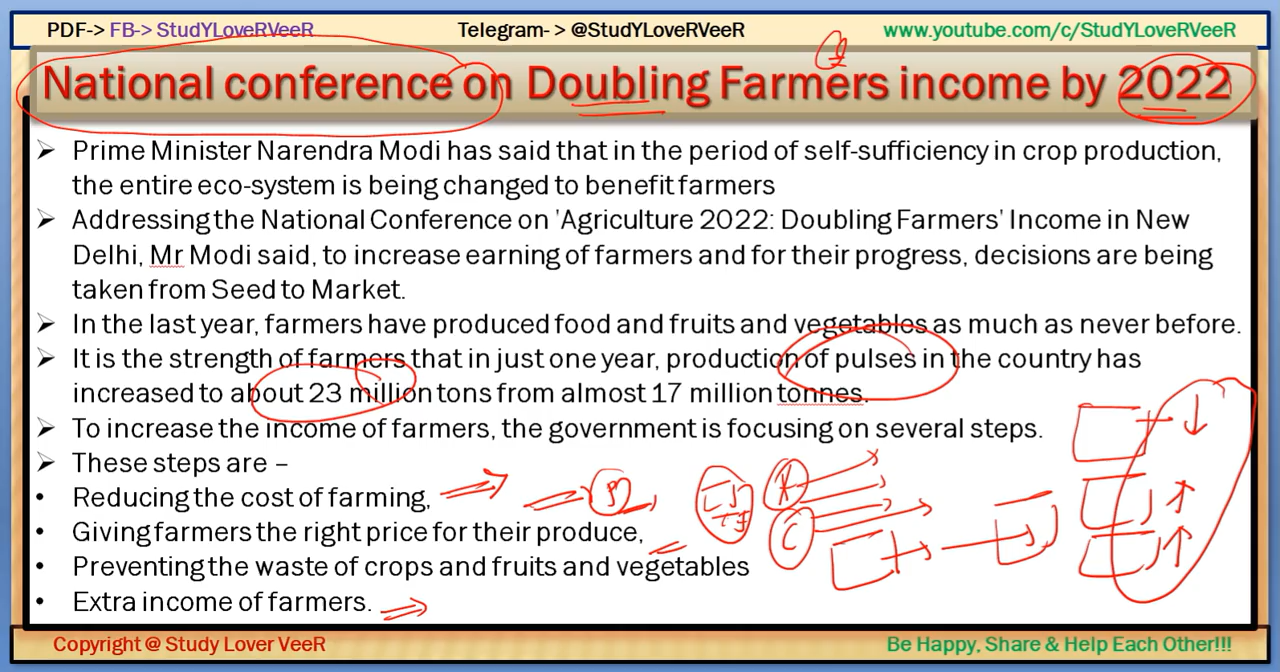 PDF-> FB-> StudYLoveRVeeR Telegram- > @StudYLoveRVeeR www.youtube.com/c/StudYLoveRVeeR
National conference on Doubling Farmers income by 2022
➢ Prime Minister Narendra Modi has said that in the period of self-sufficiency in crop production,
the entire eco-system is being changed to benefit farmers
➢ Addressing the National Conference on 'Agriculture 2022: Doubling Farmers' Income in New
Delhi, Mr Modi said, to increase earning of farmers and for their progress, decisions are being
taken from Seed to Market.
➢ In the last year, farmers have produced food and fruits and vegetables as much as never before.
➢ It is the strength of farmers that in just one year, production of pulses in the country has
increased to about 23 million tons from almost 17 million tonnes.
➢ To increase the income of farmers, the government is focusing on several steps.
➢ These steps are –
• Reducing the cost of farming,
• Giving farmers the right price for their produce,
• Preventing the waste of crops and fruits and vegetables
• Extra income of farmers.
Copyright @ Study Lover VeeR Be Happy, Share & Help Each Other!!!